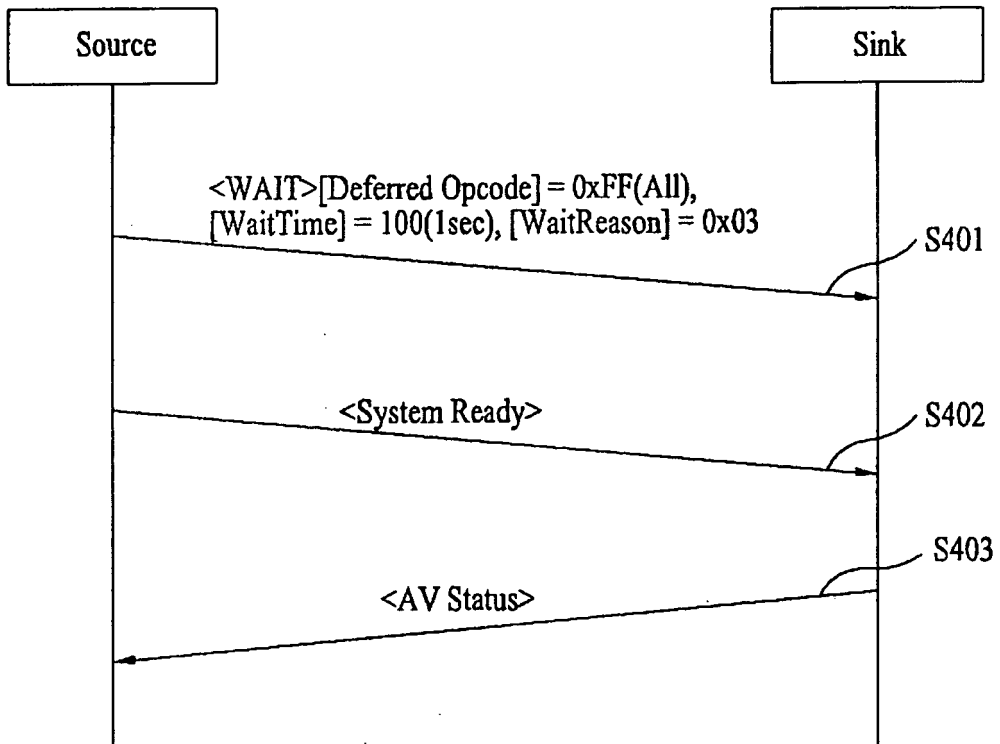 Source
Sink
<WAIT>[Deferred Opcode] = 0xFF(All),
[WaitTime] = 100(1sec), [WaitReason] = 0x03
S401
<System Ready>
S402
S403
<AV Status>